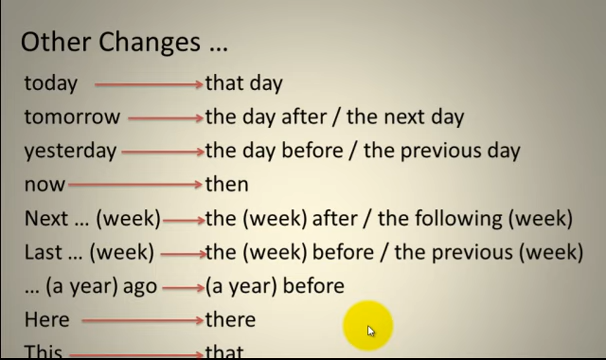 Other Changes ...
today that day
tomorrow the day after / the next day
yesterday the day before / the previous day
now then
Next ... (week) the (week) after / the following (week)
Last ... (week) the (week) before / the previous (week)
... (a year) ago (a year) before
Here there
This that